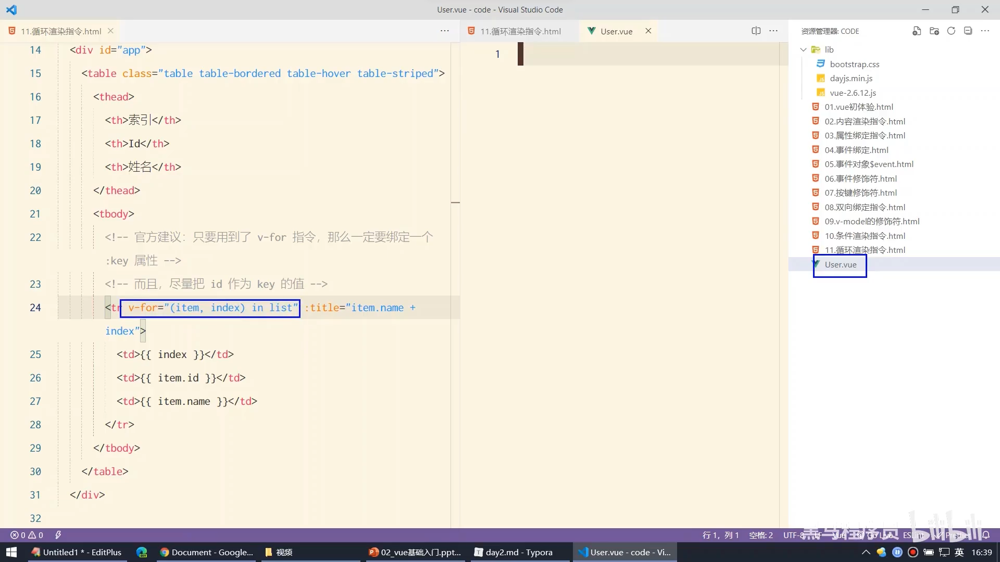 User.vue - code - Visual Studio Code
11.循环渲染指令.html
11.循环渲染指令.html
User.vue
资源管理器: CODE
14 <div id="app">
15 <table class="table table-bordered table-hover table-striped">
16 <thead>
17 <th>索引</th>
18 <th>Id</th>
19 <th>姓名</th>
20 </thead>
21 <tbody>
22 <!-- 官方建议：只要用到了 v-for 指令，那么一定要绑定一个
:key 属性 -->
23 <!-- 而且，尽量把 id 作为 key 的值 -->
24 <tr v-for="(item, index) in list" :title="item.name +
index">
25 <td>{{ index }}</td>
26 <td>{{ item.id }}</td>
27 <td>{{ item.name }}</td>
28 </tr>
29 </tbody>
30 </table>
31 </div>
32
1
lib
bootstrap.css
dayjs.min.js
vue-2.6.12.js
01.vue初体验.html
02.内容渲染指令.html
03.属性绑定指令.html
04.事件绑定.html
05.事件对象$event.html
06.事件修饰符.html
07.按键修饰符.html
08.双向绑定指令.html
09.v-model的修饰符.html
10.条件渲染指令.html
11.循环渲染指令.html
User.vue
0 0
行 1，列 1 空格: 2 UTF-8 LF Vue Go Live ESLint Prettier
黑马程序员 bilibili
Untitled1 * - EditPlus
Document - Google...
视频
02_vue基础入门.ppt...
day2.md - Typora
User.vue - code - Vi...
英
16:39